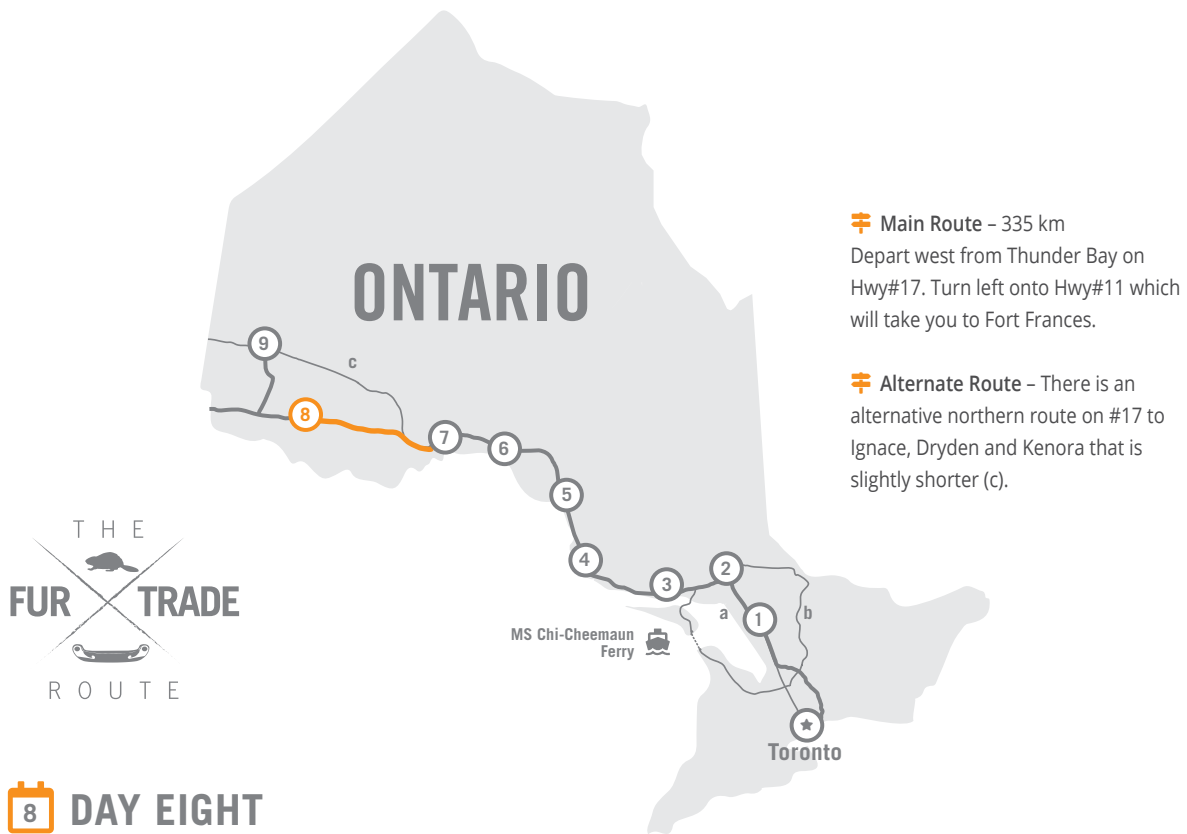 ONTARIO
Main Route – 335 km
Depart west from Thunder Bay on
Hwy#17. Turn left onto Hwy#11 which
will take you to Fort Frances.
Alternate Route – There is an
alternative northern route on #17 to
Ignace, Dryden and Kenora that is
slightly shorter (c).
9
c
8
7
6
5
4
3
2
a
1
b
MS Chi-Cheemaun
Ferry
Toronto
THE
FUR TRADE
ROUTE
8 DAY EIGHT